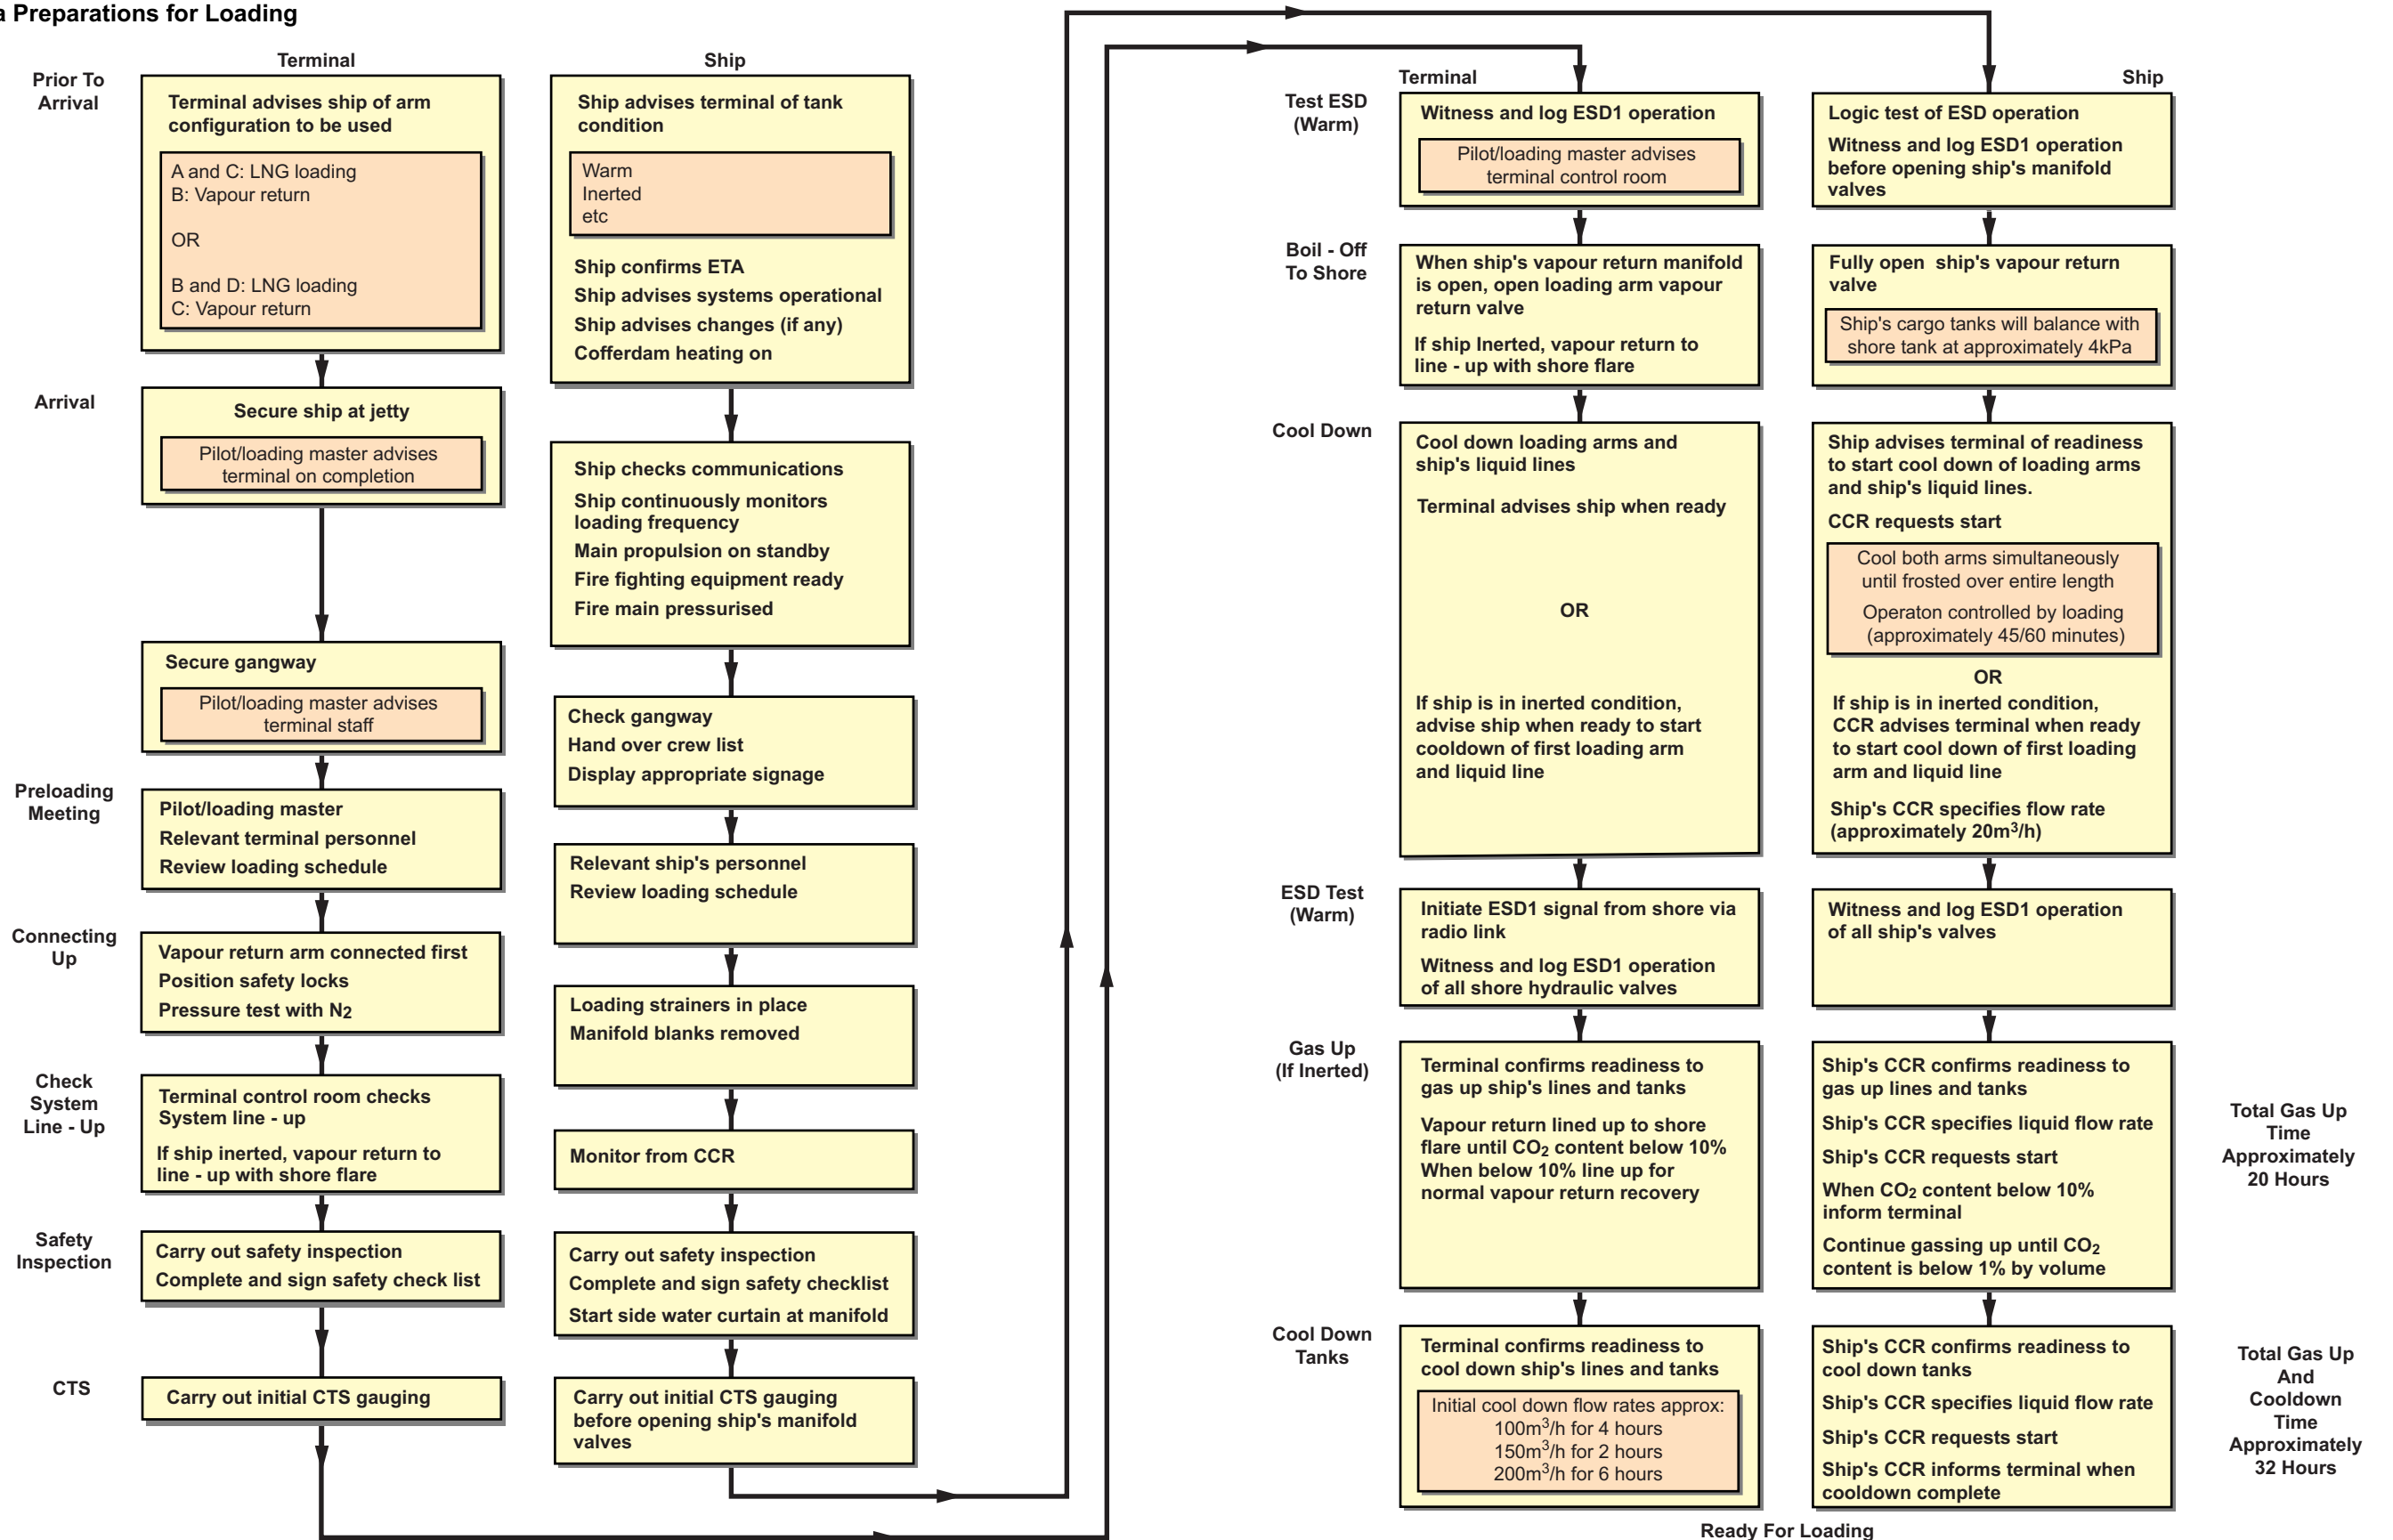 a Preparations for Loading
Terminal
Ship
Prior To
Arrival
Terminal advises ship of arm
configuration to be used
A and C: LNG loading
B: Vapour return
OR
B and D: LNG loading
C: Vapour return
Ship advises terminal of tank
condition
Warm
Inerted
etc
Ship confirms ETA
Ship advises systems operational
Ship advises changes (if any)
Cofferdam heating on
Arrival
Secure ship at jetty
Pilot/loading master advises
terminal on completion
Ship checks communications
Ship continuously monitors
loading frequency
Main propulsion on standby
Fire fighting equipment ready
Fire main pressurised
Secure gangway
Pilot/loading master advises
terminal staff
Check gangway
Hand over crew list
Display appropriate signage
Preloading
Meeting
Pilot/loading master
Relevant terminal personnel
Review loading schedule
Relevant ship's personnel
Review loading schedule
Connecting
Up
Vapour return arm connected first
Position safety locks
Pressure test with N2
Loading strainers in place
Manifold blanks removed
Check
System
Line - Up
Terminal control room checks
System line - up
If ship inerted, vapour return to
line - up with shore flare
Monitor from CCR
Safety
Inspection
Carry out safety inspection
Complete and sign safety check list
Carry out safety inspection
Complete and sign safety checklist
Start side water curtain at manifold
CTS
Carry out initial CTS gauging
Carry out initial CTS gauging
before opening ship's manifold
valves
Terminal
Ship
Test ESD
(Warm)
Witness and log ESD1 operation
Pilot/loading master advises
terminal control room
Logic test of ESD operation
Witness and log ESD1 operation
before opening ship's manifold
valves
Boil - Off
To Shore
When ship's vapour return manifold
is open, open loading arm vapour
return valve
If ship Inerted, vapour return to
line - up with shore flare
Fully open ship's vapour return
valve
Ship's cargo tanks will balance with
shore tank at approximately 4kPa
Cool Down
Cool down loading arms and
ship's liquid lines
Terminal advises ship when ready
OR
If ship is in inerted condition,
advise ship when ready to start
cooldown of first loading arm
and liquid line
Ship advises terminal of readiness
to start cool down of loading arms
and ship's liquid lines.
CCR requests start
Cool both arms simultaneously
until frosted over entire length
Operaton controlled by loading
(approximately 45/60 minutes)
OR
If ship is in inerted condition,
CCR advises terminal when ready
to start cool down of first loading
arm and liquid line
Ship's CCR specifies flow rate
(approximately 20m³/h)
ESD Test
(Warm)
Initiate ESD1 signal from shore via
radio link
Witness and log ESD1 operation
of all shore hydraulic valves
Witness and log ESD1 operation
of all ship's valves
Gas Up
(If Inerted)
Terminal confirms readiness to
gas up ship's lines and tanks
Vapour return lined up to shore
flare until CO2 content below 10%
When below 10% line up for
normal vapour return recovery
Ship's CCR confirms readiness to
gas up lines and tanks
Ship's CCR specifies liquid flow rate
Ship's CCR requests start
When CO2 content below 10%
inform terminal
Continue gassing up until CO2
content is below 1% by volume
Total Gas Up
Time
Approximately
20 Hours
Cool Down
Tanks
Terminal confirms readiness to
cool down ship's lines and tanks
Initial cool down flow rates approx:
100m³/h for 4 hours
150m³/h for 2 hours
200m³/h for 6 hours
Ship's CCR confirms readiness to
cool down tanks
Ship's CCR specifies liquid flow rate
Ship's CCR requests start
Ship's CCR informs terminal when
cooldown complete
Total Gas Up
And
Cooldown
Time
Approximately
32 Hours
Ready For Loading